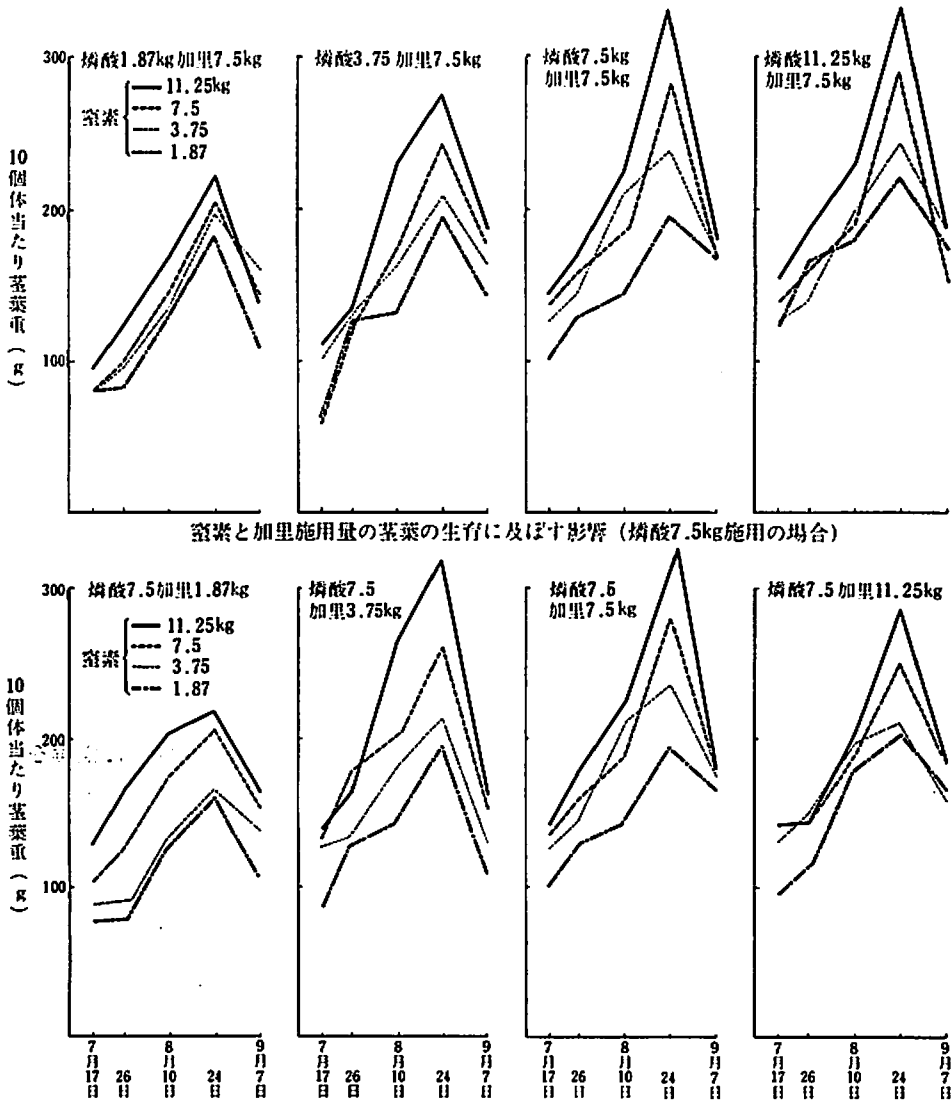 燐酸1.87kg加里7.5kg
燐酸3.75 加里7.5kg
燐酸7.5kg
加里7.5kg
燐酸11.25kg
加里7.5kg
窒素
11.25kg
7.5
3.75
1.87
300
200
100
10個体当たり茎葉重(g)
窒素と加里施用量の茎葉の生育に及ぼす影響(燐酸7.5kg施用の場合)
燐酸7.5加里1.87kg
燐酸7.5
加里3.75kg
燐酸7.5
加里7.5kg
燐酸7.5 加里11.25kg
窒素
11.25kg
7.5
3.75
1.87
300
200
100
10個体当たり茎葉重(g)
7月17日
26日
8月10日
24日
9月7日
7月17日
26日
8月10日
24日
9月7日
7月17日
26日
8月10日
24日
9月7日
7月17日
26日
8月10日
24日
9月7日